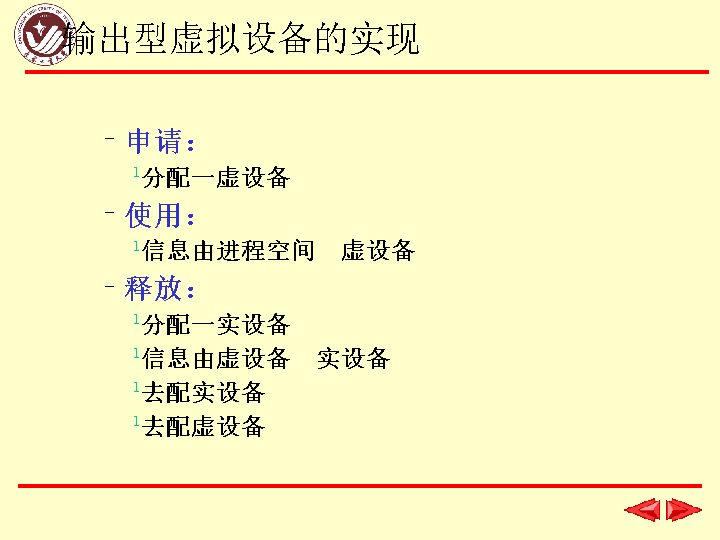 输出型虚拟设备的实现
– 申请：
1分配一虚设备
– 使用：
1信息由进程空间 虚设备
– 释放：
1分配一实设备
1信息由虚设备 实设备
1去配实设备
1去配虚设备